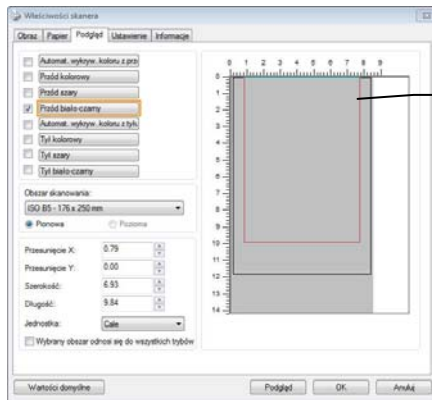 Właściwości skanera
Obraz Papier Podgląd Ustawienie Informacje
Automat. wykryw. koloru z prz
Przód kolorowy
Przód szary
Przód biało-czarny
Automat. wykryw. koloru z tyłu
Tył kolorowy
Tył szary
Tył biało-czarny
Obszar skanowania:
ISO B5 - 176 x 250 mm
Pionowa Pozioma
Przesunięcie X: 0.79
Przesunięcie Y: 0.00
Szerokość: 6.93
Długość: 9.84
Jednostka: Cale
Wybrany obszar odnosi się do wszystkich trybów
0 1 2 3 4 5 6 7 8 9
0
1
2
3
4
5
6
7
8
9
10
11
12
13
14
Wartości domyślne Podgląd OK Anuluj